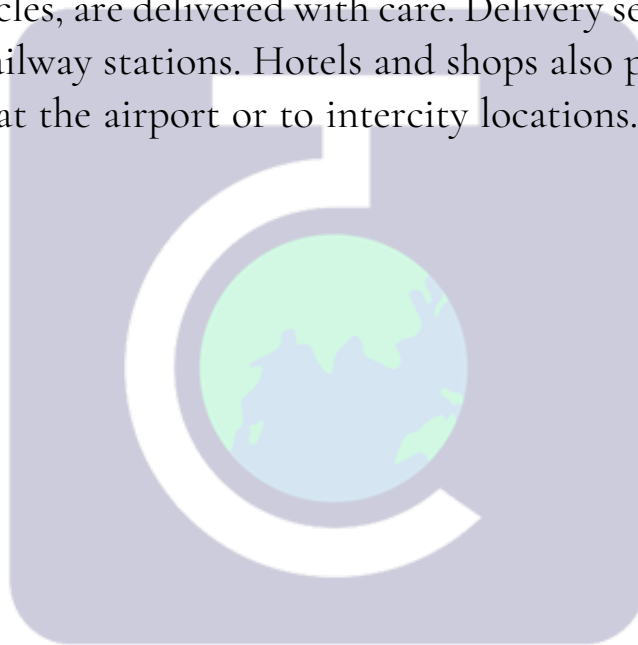 cles, are delivered with care. Delivery se
ailway stations. Hotels and shops also p
at the airport or to intercity locations.